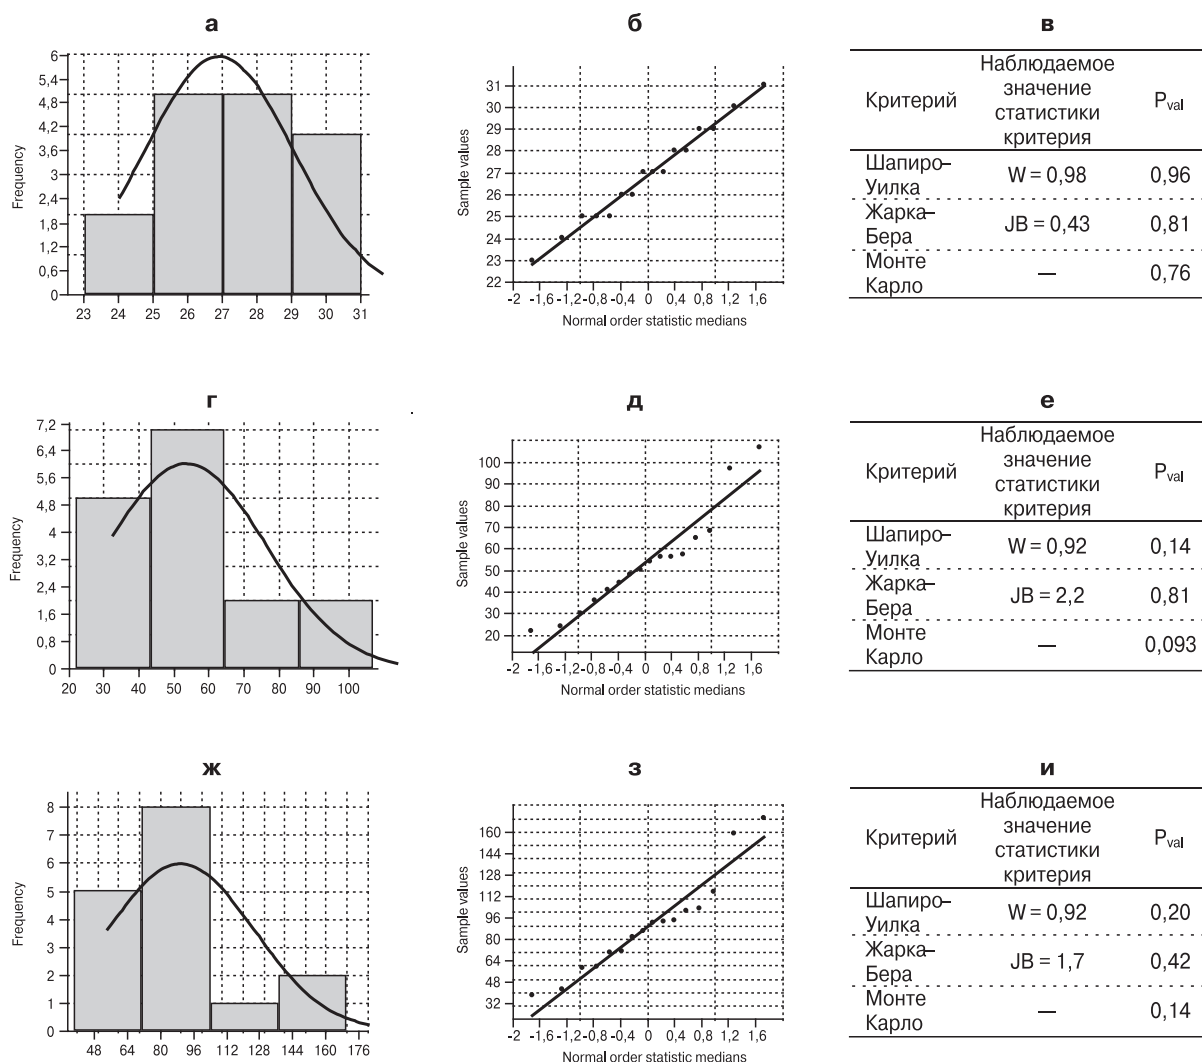 а
6
5,4
4,8
4,2
3,6
3
2,4
1,8
1,2
0,6
0
Frequency
23 24 25 26 27 28 29 30 31
б
31
30
29
28
27
26
25
24
23
22
Sample values
-2 -1,6 -1,2 -0,8 -0,4 0 0,4 0,8 1,2 1,6
Normal order statistic medians
в
Критерий
Наблюдаемое
значение
статистики
критерия
Pval
Шапиро–
Уилка
W = 0,98
0,96
Жарка–
Бера
JB = 0,43
0,81
Монте
Карло
—
0,76
г
7,2
6,4
5,6
4,8
4
3,2
2,4
1,6
0,8
0
Frequency
20 30 40 50 60 70 80 90 100
д
100
90
80
70
60
50
40
30
20
Sample values
-2 -1,6 -1,2 -0,8 -0,4 0 0,4 0,8 1,2 1,6
Normal order statistic medians
е
Критерий
Наблюдаемое
значение
статистики
критерия
Pval
Шапиро–
Уилка
W = 0,92
0,14
Жарка–
Бера
JB = 2,2
0,81
Монте
Карло
—
0,093
ж
8
7
6
5
4
3
2
1
0
Frequency
48 64 80 96 112 128 144 160 176
з
160
144
128
112
96
80
64
48
32
Sample values
-2 -1,6 -1,2 -0,8 -0,4 0 0,4 0,8 1,2 1,6
Normal order statistic medians
и
Критерий
Наблюдаемое
значение
статистики
критерия
Pval
Шапиро–
Уилка
W = 0,92
0,20
Жарка–
Бера
JB = 1,7
0,42
Монте
Карло
—
0,14